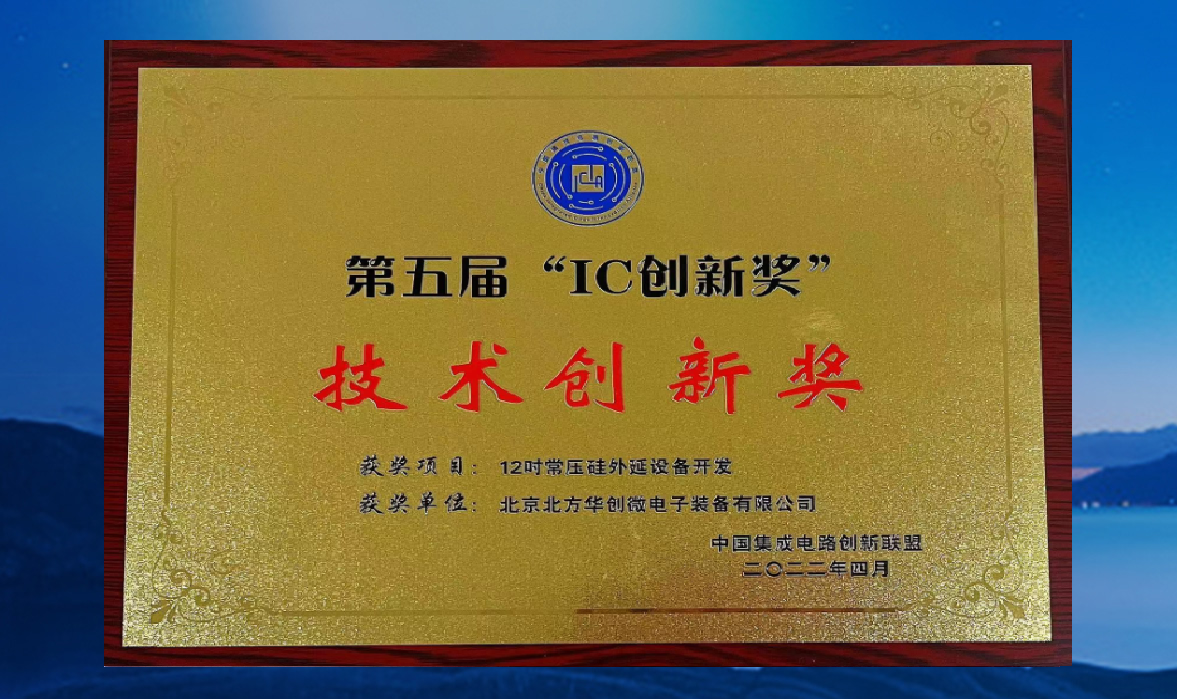 第五届“IC创新奖”
技术创新奖
获奖项目：12吋常压硅外延设备开发
获奖单位：北京北方华创微电子装备有限公司
中国集成电路创新联盟
二〇二二年四月